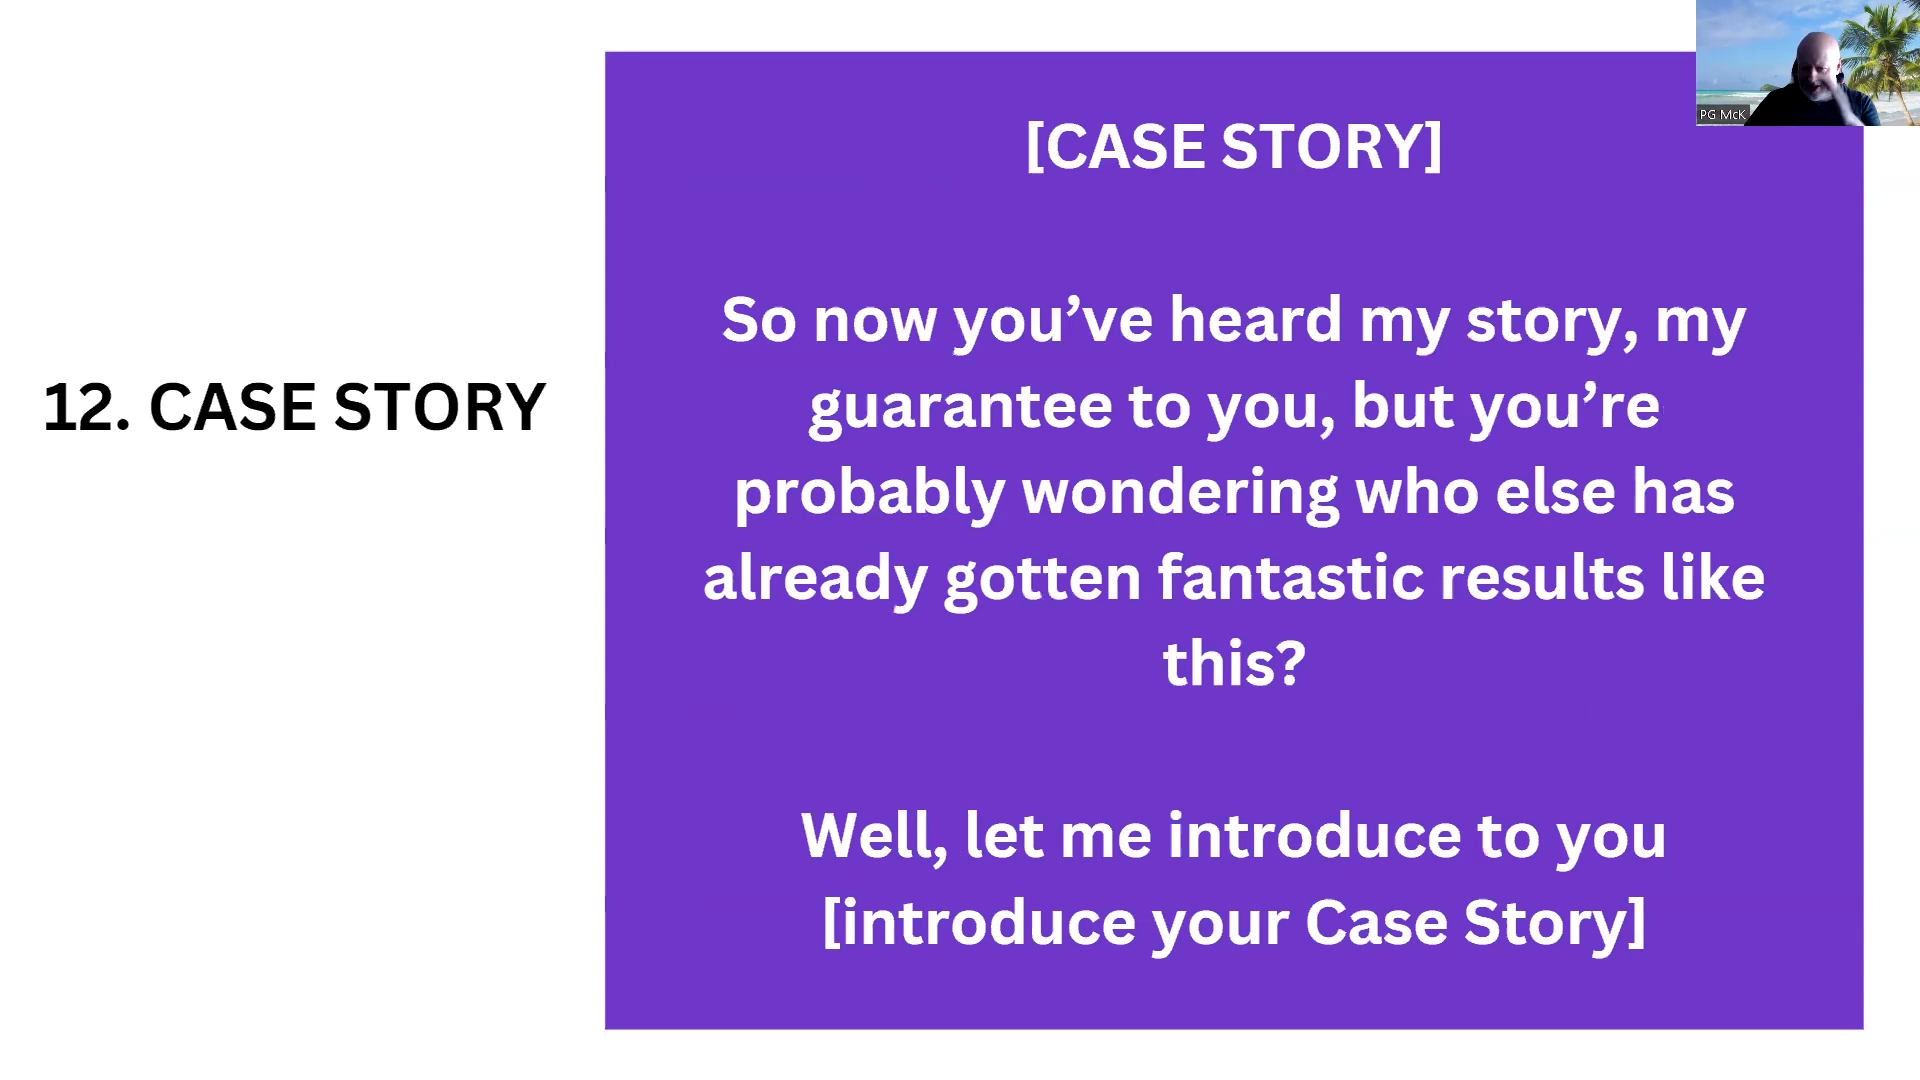 12. CASE STORY
[CASE STORY]
So now you’ve heard my story, my
guarantee to you, but you’re
probably wondering who else has
already gotten fantastic results like
this?
Well, let me introduce to you
[introduce your Case Story]
PG McK